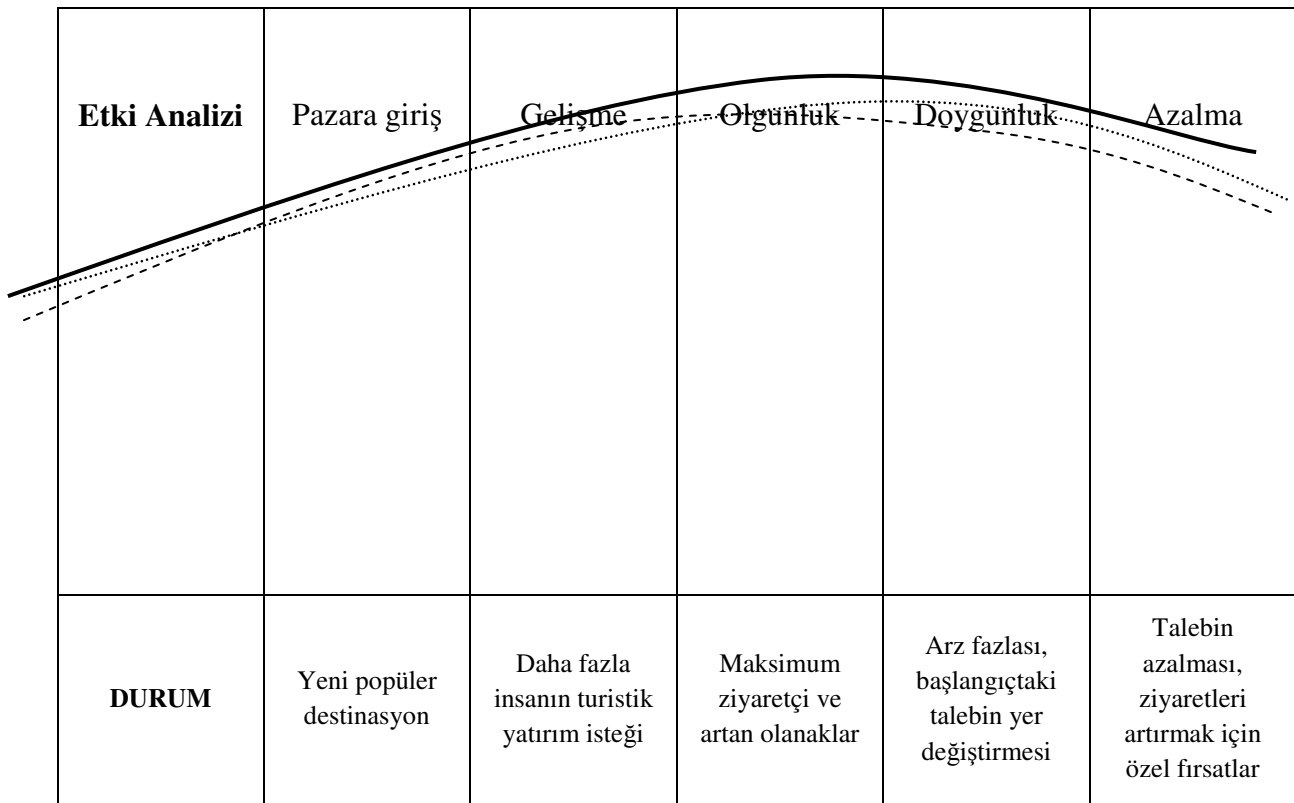 Etki Analizi
Pazara giriş
Gelişme
Olgunluk
Doygunluk
Azalma
DURUM
Yeni popüler
destinasyon
Daha fazla
insanın turistik
yatırım isteği
Maksimum
ziyaretçi ve
artan olanaklar
Arz fazlası,
başlangıçtaki
talebin yer
değiştirmesi
Talebin
azalması,
ziyaretleri
artırmak için
özel fırsatlar